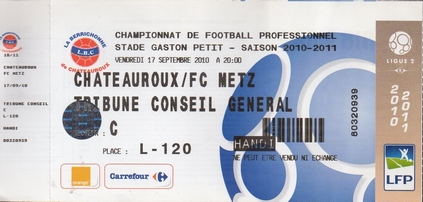 10/11
CHATEAUROUX
FC METZ
17/09/10
TRIBUNE CONSEIL
C
L-120
HANDI
80320939
LA BERRICHONNE
L.B.C
de CHATEAUROUX
CHAMPIONNAT DE FOOTBALL PROFESSIONNEL
STADE GASTON PETIT - SAISON 2010-2011
VENDREDI 17 SEPTEMBRE 2010 A 20:00
CHATEAUROUX/FC METZ
TRIBUNE CONSEIL GENERAL
C
PLACE : L-120
HANDI
NE PEUT ETRE VENDU NI ECHANGE
orange
Carrefour
80320939
LIGUE 2
2010
2011
LFP